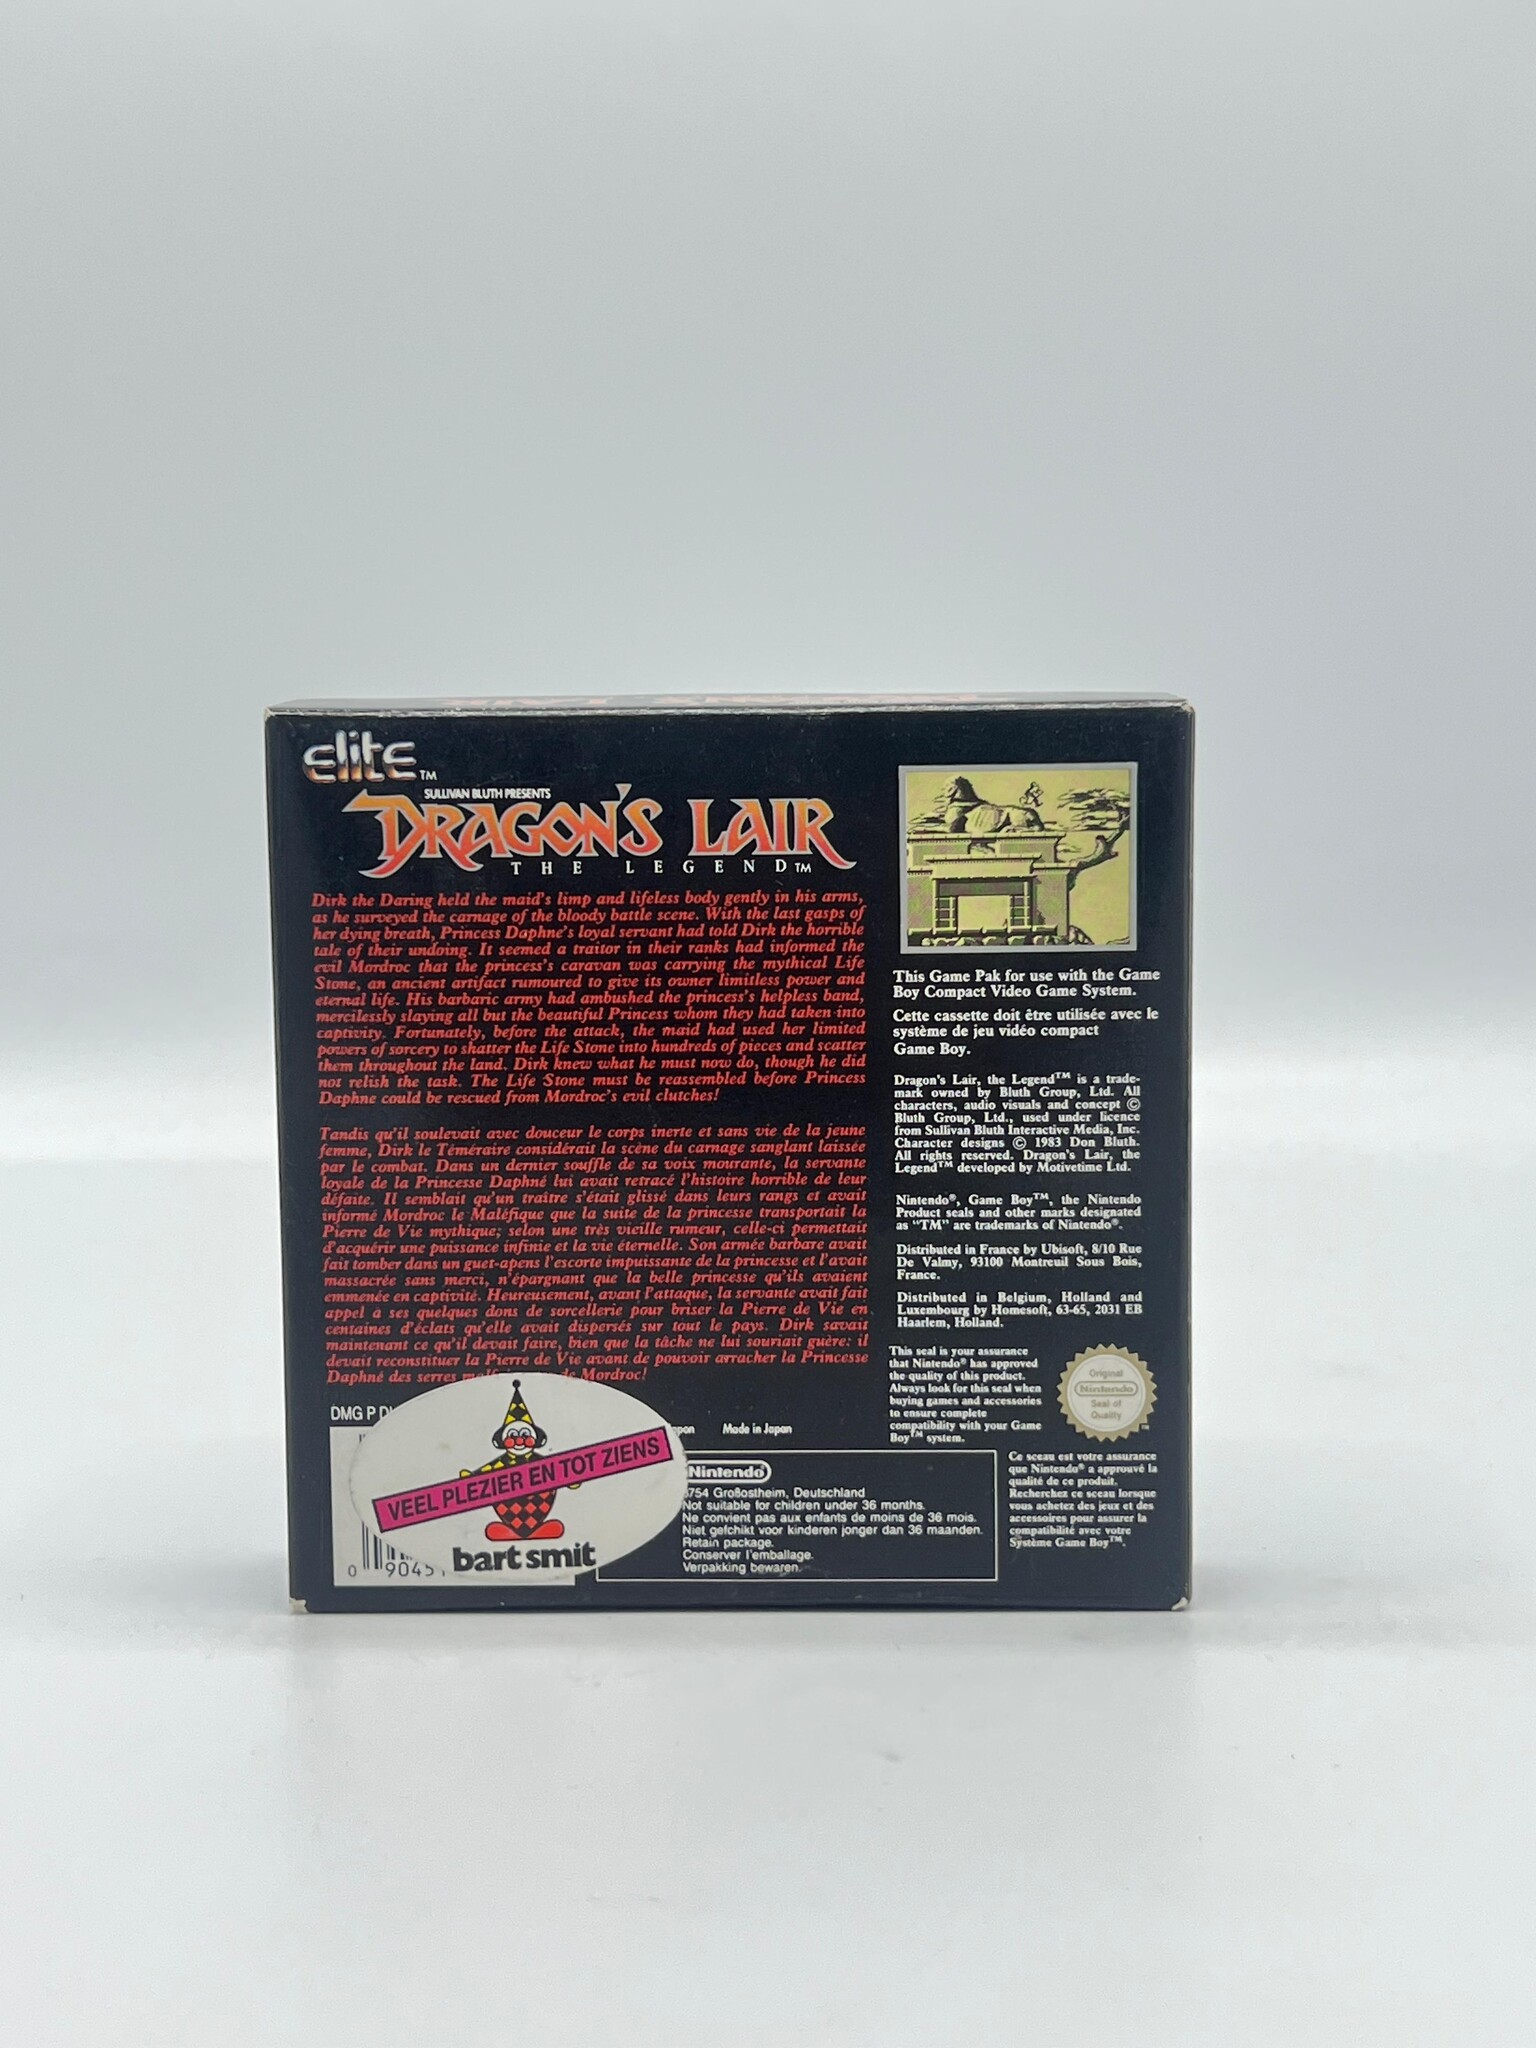 elite™
SULLIVAN BLUTH PRESENTS
DRAGON'S LAIR
THE LEGEND™
Dirk the Daring held the maid's limp and lifeless body gently in his arms,
as he surveyed the carnage of the bloody battle scene. With the last gasps of
her dying breath, Princess Daphne's loyal servant had told Dirk the horrible
tale of their undoing. It seemed a traitor in their ranks had informed the
evil Mordroc that the princess's caravan was carrying the mythical Life
Stone, an ancient artifact rumoured to give its owner limitless power and
eternal life. His barbaric army had ambushed the princess's helpless band,
mercilessly slaying all but the beautiful Princess whom they had taken into
captivity. Fortunately, before the attack, the maid had used her limited
powers of sorcery to shatter the Life Stone into hundreds of pieces and scatter
them throughout the land. Dirk knew what he must now do, though he did
not relish the task. The Life Stone must be reassembled before Princess
Daphne could be rescued from Mordroc's evil clutches!
Tandis qu'il soulevait avec douceur le corps inerte et sans vie de la jeune
femme, Dirk le Téméraire considérait la scène du carnage sanglant laissée
par le combat. Dans un dernier souffle de sa voix mourante, la servante
loyale de la Princesse Daphné lui avait retracé l'histoire horrible de leur
défaite. Il semblait qu'un traître s'était glissé dans leurs rangs et avait
informé Mordroc le Maléfique que la suite de la princesse transportait la
Pierre de Vie mythique; selon une très vieille rumeur, celle-ci permettait
d'acquérir une puissance infinie et la vie éternelle. Son armée barbare avait
fait tomber dans un guet-apens l'escorte impuissante de la princesse et l'avait
massacrée sans merci, n'épargnant que la belle princesse qu'ils avaient
emmenée en captivité. Heureusement, avant l'attaque, la servante avait fait
appel à ses quelques dons de sorcellerie pour briser la Pierre de Vie en
centaines d'éclats qu'elle avait dispersés sur tout le pays. Dirk savait
maintenant ce qu'il devait faire, bien que la tâche ne lui souriait guère: il
devait reconstituer la Pierre de Vie avant de pouvoir arracher la Princesse
Daphné des serres de Mordroc!
DMG P
Made in Japan
VEEL PLEZIER EN TOT ZIENS
bart smit
0 9045
Nintendo®
8754 Großostheim, Deutschland
Not suitable for children under 36 months.
Ne convient pas aux enfants de moins de 36 mois.
Niet gefchikt voor kinderen jonger dan 36 maanden.
Retain package.
Conserver l'emballage.
Verpakking bewaren.
This Game Pak for use with the Game
Boy Compact Video Game System.
Cette cassette doit être utilisée avec le
système de jeu vidéo compact
Game Boy.
Dragon's Lair, the Legend™ is a trade-
mark owned by Bluth Group, Ltd. All
characters, audio visuals and concept ©
Bluth Group, Ltd., used under licence
from Sullivan Bluth Interactive Media, Inc.
Character designs © 1983 Don Bluth.
All rights reserved. Dragon's Lair, the
Legend™ developed by Motivetime Ltd.
Nintendo®, Game Boy™, the Nintendo
Product seals and other marks designated
as "TM" are trademarks of Nintendo®.
Distributed in France by Ubisoft, 8/10 Rue
De Valmy, 93100 Montreuil Sous Bois,
France.
Distributed in Belgium, Holland and
Luxembourg by Homesoft, 63-65, 2031 EB
Haarlem, Holland.
This seal is your assurance
that Nintendo® has approved
the quality of this product.
Always look for this seal when
buying games and accessories
to ensure complete
compatibility with your Game
Boy™ system.
Original
Nintendo
Seal of
Quality
™
Ce sceau est votre assurance
que Nintendo® a approuvé la
qualité de ce produit.
Recherchez ce sceau lorsque
vous achetez des jeux et des
accessoires pour assurer la
compatibilité avec votre
Système Game Boy™.